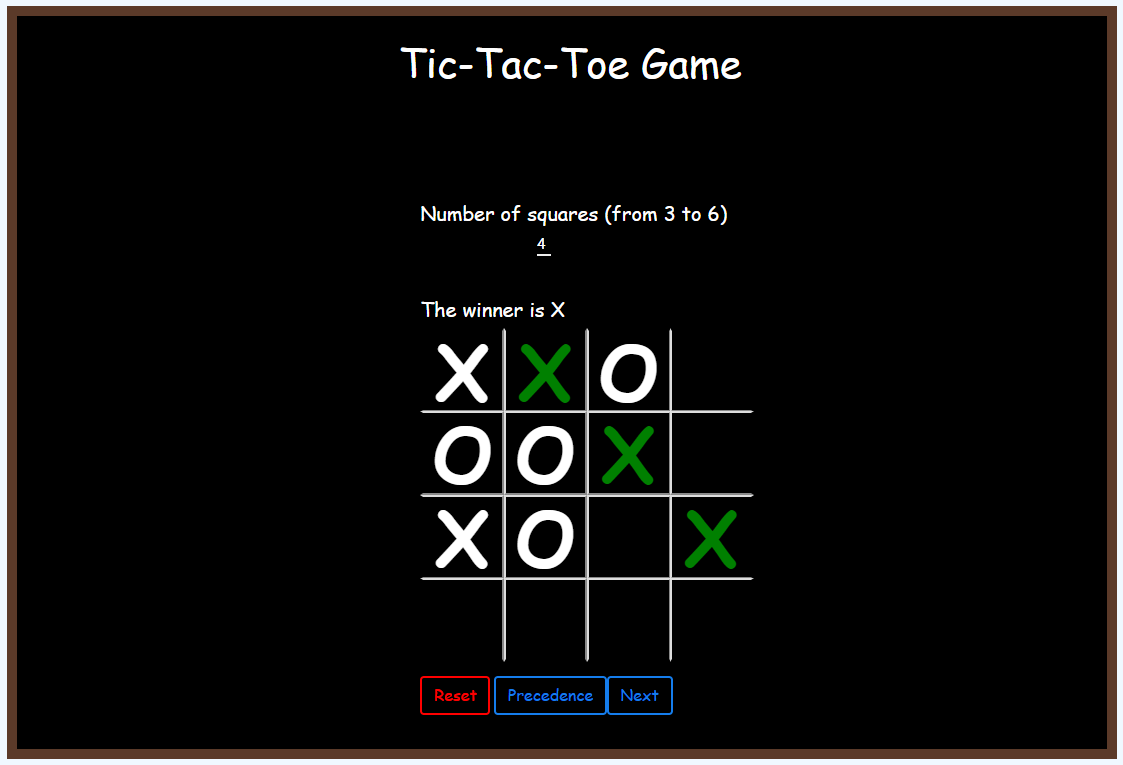 Tic-Tac-Toe Game
Number of squares (from 3 to 6)
4
The winner is X
X X O
O O X
X O X
Reset Precedence Next